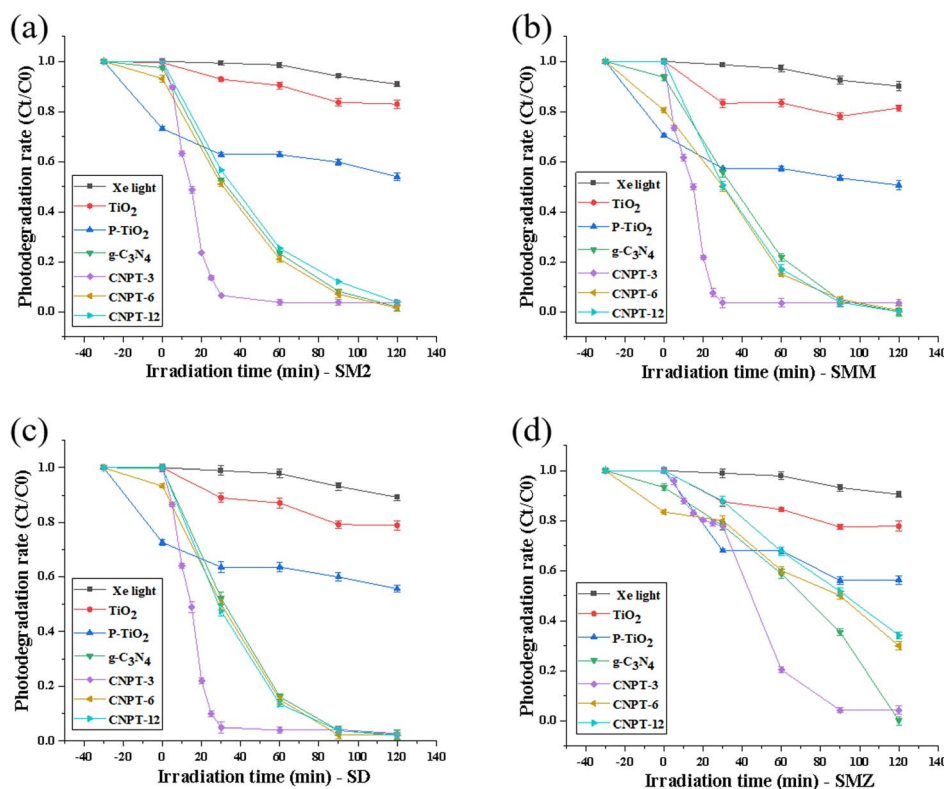 (a)
Photodegradation rate (Ct/C0)
1.0
0.8
0.6
0.4
0.2
0.0
Xe light
TiO2
P-TiO2
g-C3N4
CNPT-3
CNPT-6
CNPT-12
-40 -20 0 20 40 60 80 100 120 140
Irradiation time (min) - SM2
(b)
Photodegradation rate (Ct/C0)
1.0
0.8
0.6
0.4
0.2
0.0
Xe light
TiO2
P-TiO2
g-C3N4
CNPT-3
CNPT-6
CNPT-12
-40 -20 0 20 40 60 80 100 120 140
Irradiation time (min) - SMM
(c)
Photodegradation rate (Ct/C0)
1.0
0.8
0.6
0.4
0.2
0.0
Xe light
TiO2
P-TiO2
g-C3N4
CNPT-3
CNPT-6
CNPT-12
-40 -20 0 20 40 60 80 100 120 140
Irradiation time (min) - SD
(d)
Photodegradation rate (Ct/C0)
1.0
0.8
0.6
0.4
0.2
0.0
Xe light
TiO2
P-TiO2
g-C3N4
CNPT-3
CNPT-6
CNPT-12
-40 -20 0 20 40 60 80 100 120 140
Irradiation time (min) - SMZ